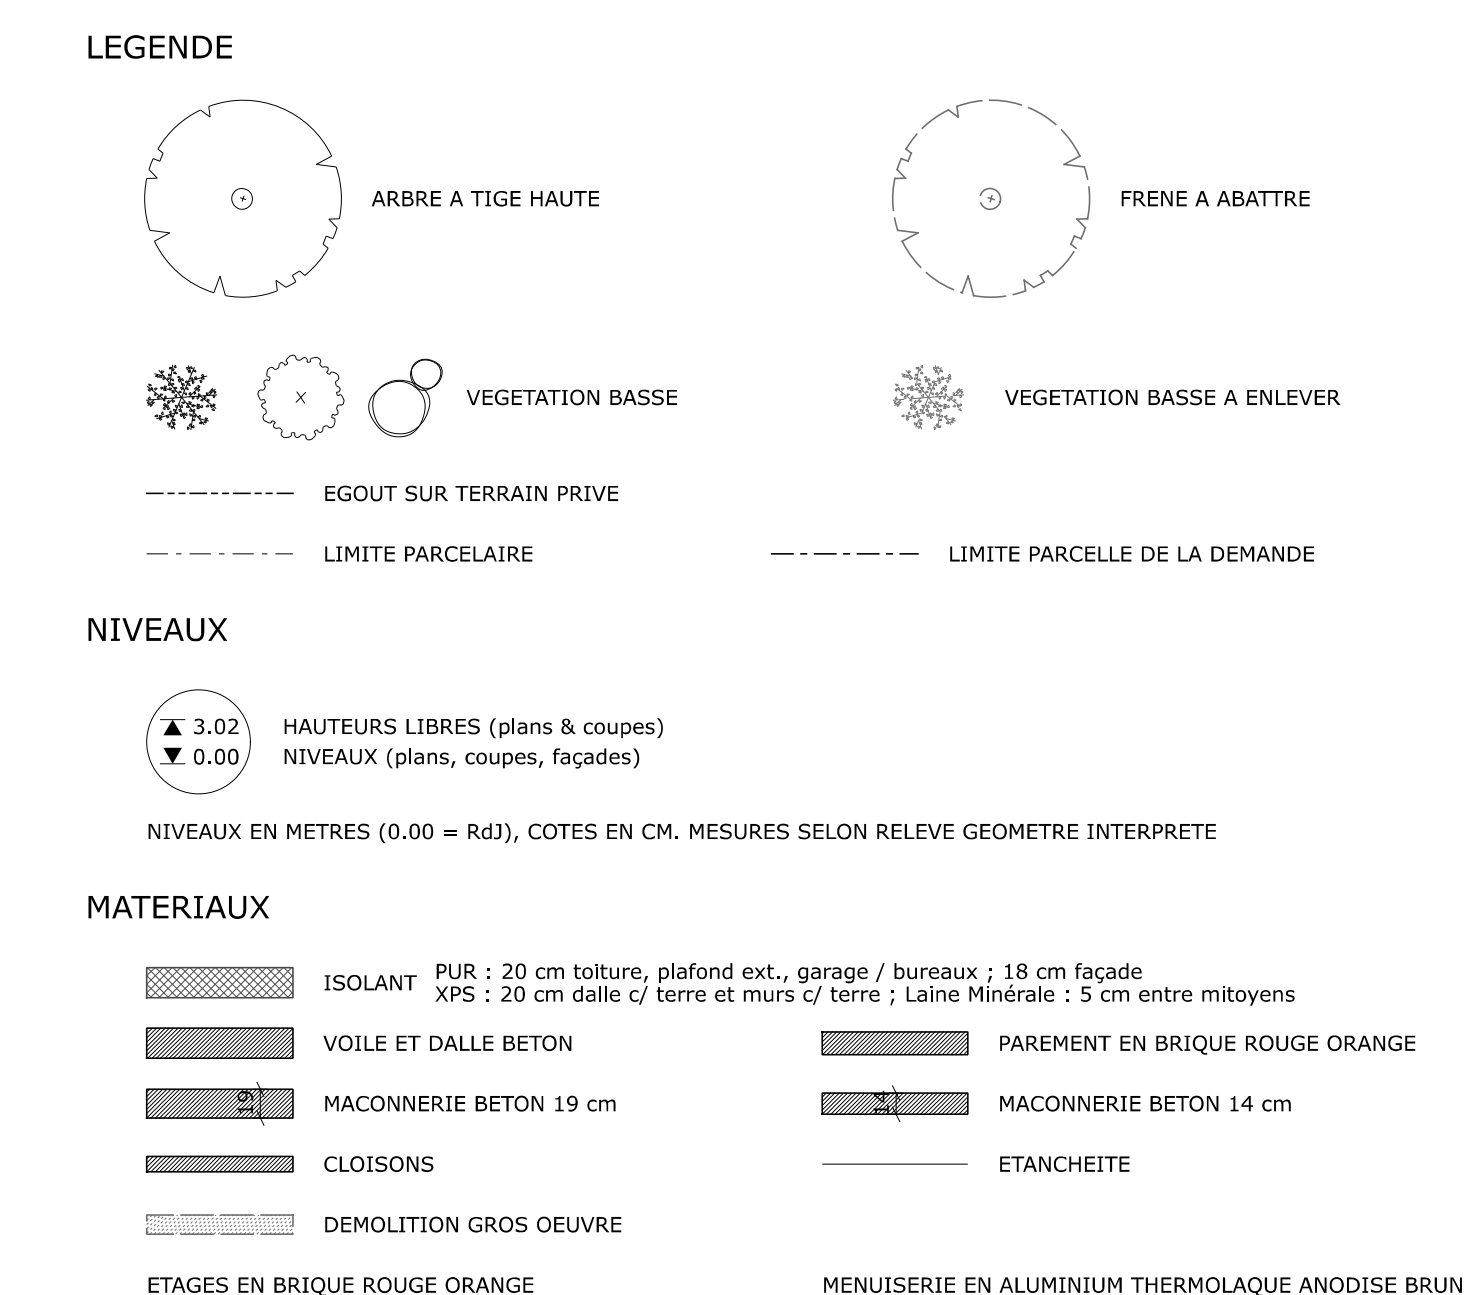 LEGENDE
ARBRE A TIGE HAUTE
FRENE A ABATTRE
VEGETATION BASSE
VEGETATION BASSE A ENLEVER
EGOUT SUR TERRAIN PRIVE
LIMITE PARCELAIRE
LIMITE PARCELLE DE LA DEMANDE
NIVEAUX
3.02
HAUTEURS LIBRES (plans & coupes)
0.00
NIVEAUX (plans, coupes, façades)
NIVEAUX EN METRES (0.00 = RdJ), COTES EN CM. MESURES SELON RELEVE GEOMETRE INTERPRETE
MATERIAUX
ISOLANT
PUR : 20 cm toiture, plafond ext., garage / bureaux ; 18 cm façade
XPS : 20 cm dalle c/ terre et murs c/ terre ; Laine Minérale : 5 cm entre mitoyens
VOILE ET DALLE BETON
PAREMENT EN BRIQUE ROUGE ORANGE
19
MACONNERIE BETON 19 cm
14
MACONNERIE BETON 14 cm
CLOISONS
ETANCHEITE
DEMOLITION GROS OEUVRE
ETAGES EN BRIQUE ROUGE ORANGE
MENUISERIE EN ALUMINIUM THERMOLAQUE ANODISE BRUN